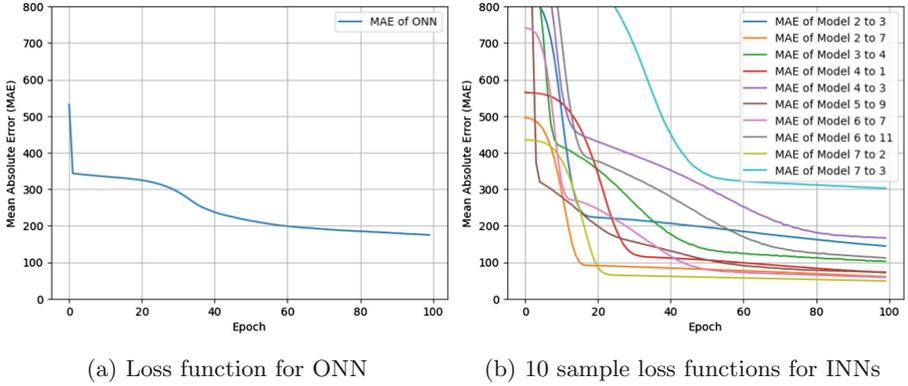 800
700
600
500
400
300
200
100
0
Mean Absolute Error (MAE)
MAE of ONN
0 20 40 60 80 100
Epoch
(a) Loss function for ONN
800
700
600
500
400
300
200
100
0
Mean Absolute Error (MAE)
MAE of Model 2 to 3
MAE of Model 2 to 7
MAE of Model 3 to 4
MAE of Model 4 to 1
MAE of Model 4 to 3
MAE of Model 5 to 9
MAE of Model 6 to 7
MAE of Model 6 to 11
MAE of Model 7 to 2
MAE of Model 7 to 3
0 20 40 60 80 100
Epoch
(b) 10 sample loss functions for INNs